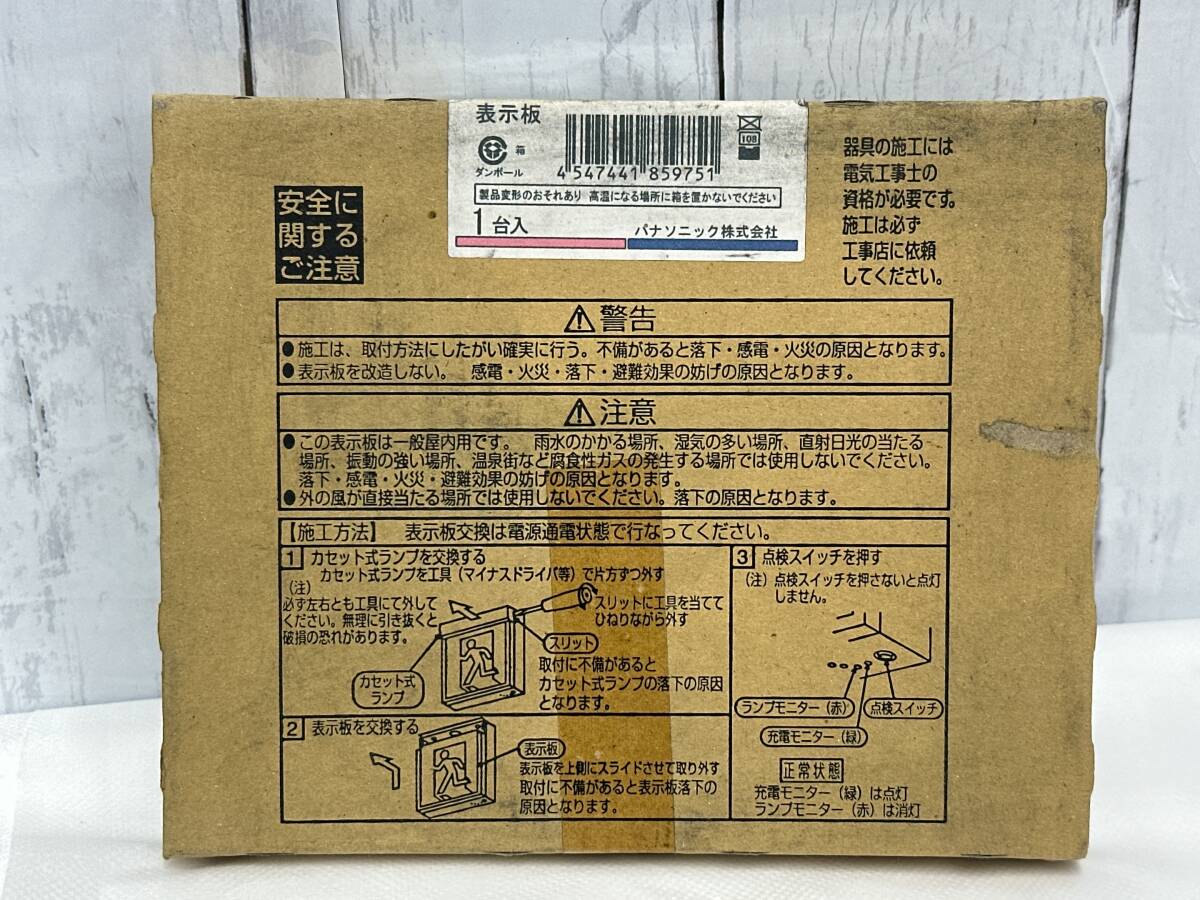 表示板
箱
ダンボール
4 547441 859751
108
製品変形のおそれあり 高温になる場所に箱を置かないでください
1台入
パナソニック株式会社
安全に
関する
ご注意
器具の施工には
電気工事士の
資格が必要です。
施工は必ず
工事店に依頼
してください。
警告
●施工は、取付方法にしたがい確実に行う。不備があると落下・感電・火災の原因となります。
●表示板を改造しない。 感電・火災・落下・避難効果の妨げの原因となります。
注意
●この表示板は一般屋内用です。 雨水のかかる場所、湿気の多い場所、直射日光の当たる
場所、振動の強い場所、温泉街など腐食性ガスの発生する場所では使用しないでください。
落下・感電・火災・避難効果の妨げの原因となります。
●外の風が直接当たる場所では使用しないでください。落下の原因となります。
【施工方法】 表示板交換は電源通電状態で行なってください。
1 カセット式ランプを交換する
カセット式ランプを工具(マイナスドライバ等)で片方ずつ外す
(注)
必ず左右とも工具にて外して
ください。無理に引き抜くと
破損の恐れがあります。
スリットに工具を当てて
ひねりながら外す
スリット
取付に不備があると
カセット式ランプの落下の原因
となります。
カセット式
ランプ
2 表示板を交換する
表示板
表示板を上側にスライドさせて取り外す
取付に不備があると表示板落下の
原因となります。
3 点検スイッチを押す
(注)点検スイッチを押さないと点灯
しません。
ランプモニター(赤)
点検スイッチ
充電モニター(緑)
正常状態
充電モニター(緑)は点灯
ランプモニター(赤)は消灯